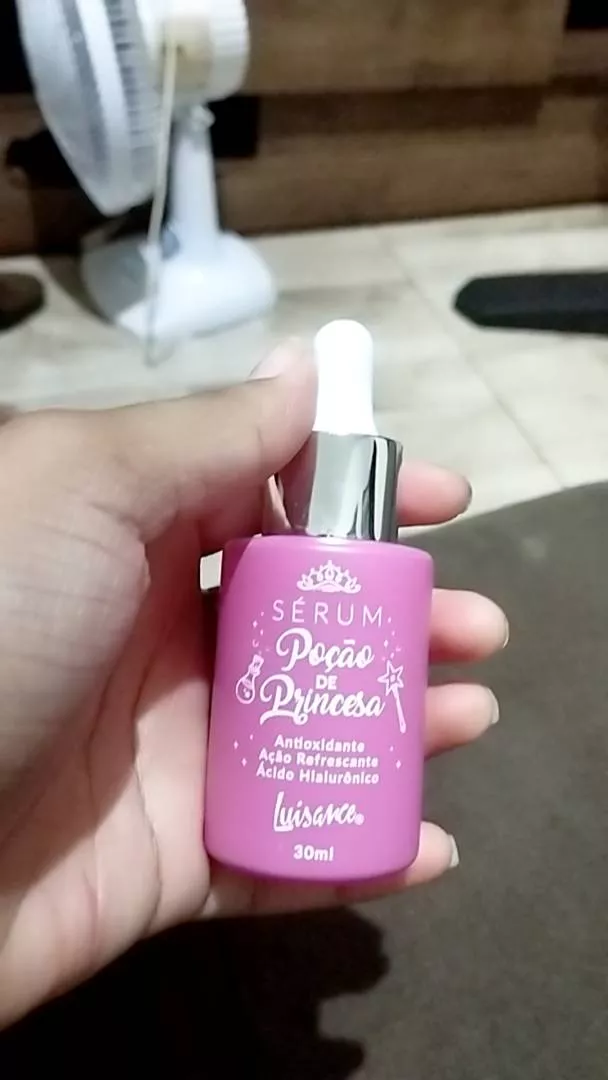 SÉRUM
Poção
DE
Princesa
Antioxidante
Ação Refrescante
Ácido Hialurônico
Luisance®
30ml